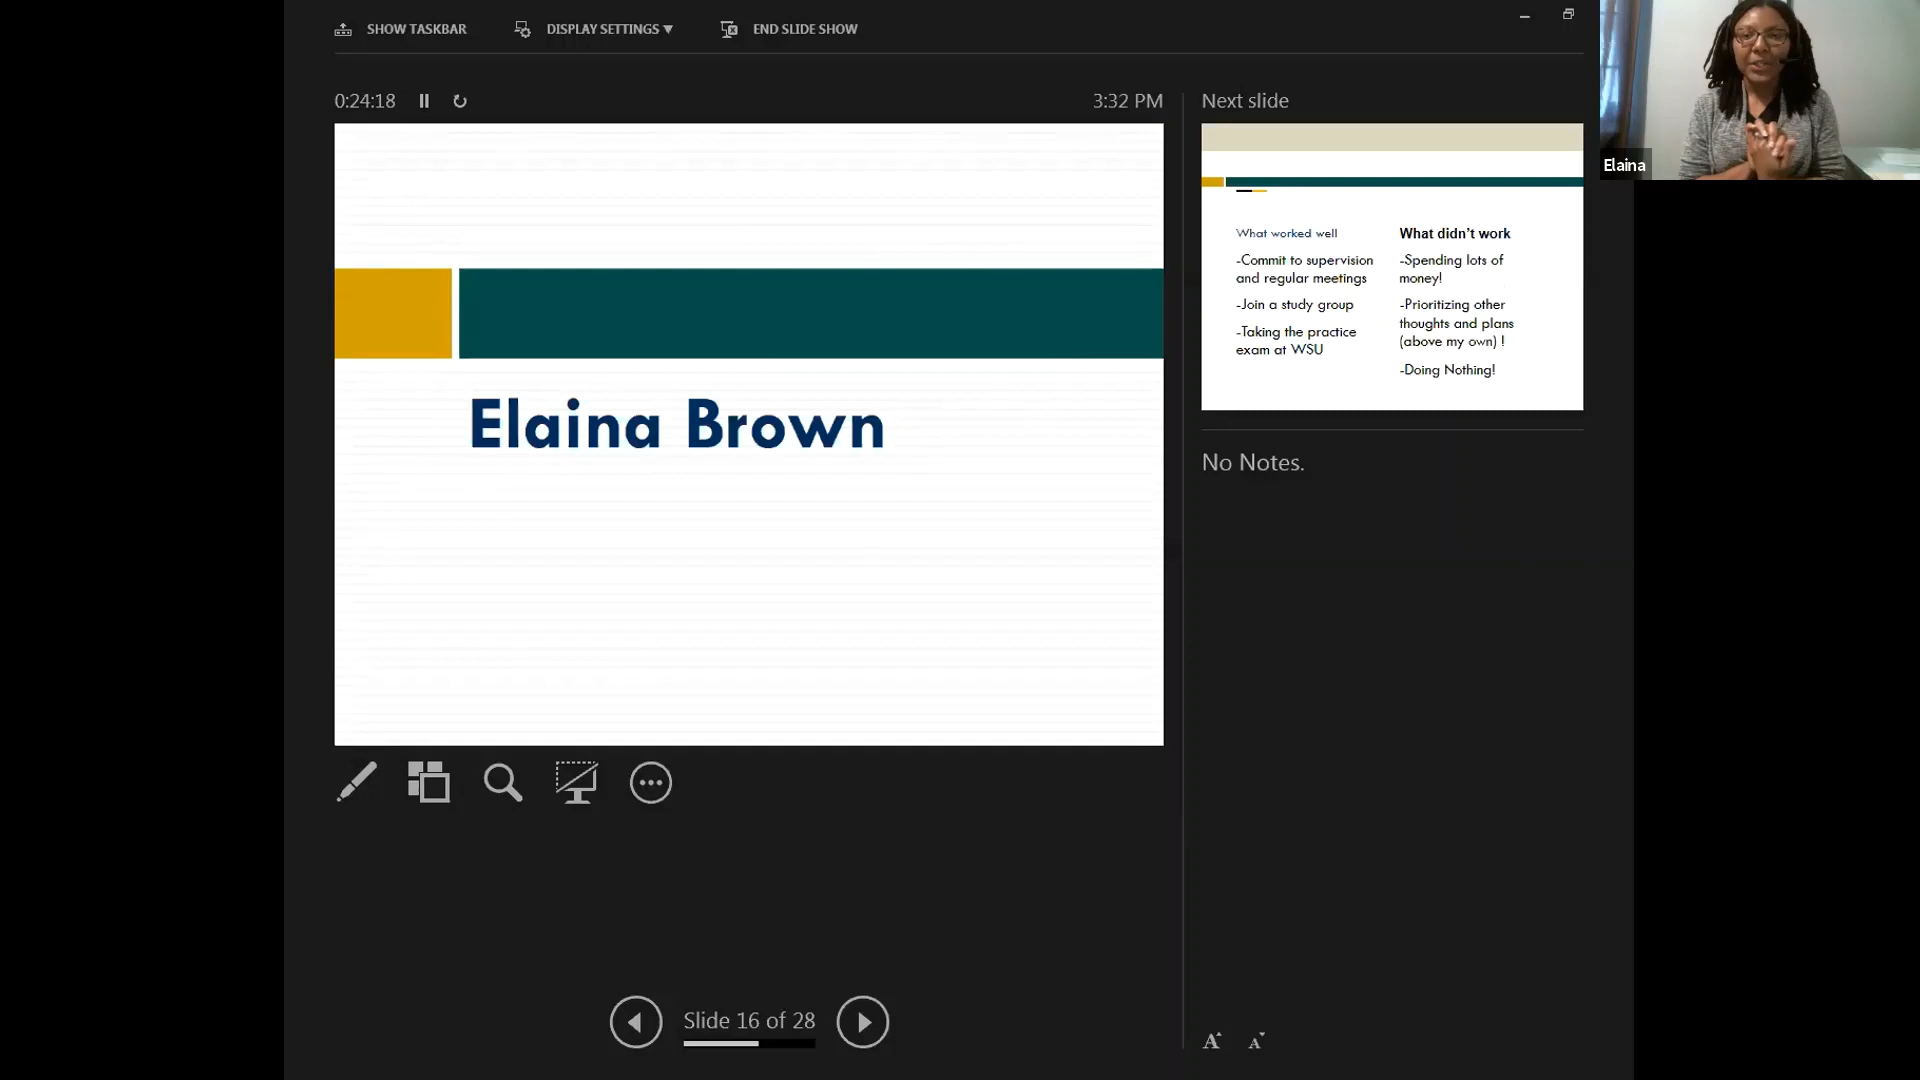 SHOW TASKBAR
DISPLAY SETTINGS ▼
END SLIDE SHOW
0:24:18
3:32 PM
Elaina Brown
Next slide
What worked well
-Commit to supervision
and regular meetings
-Join a study group
-Taking the practice
exam at WSU
What didn't work
-Spending lots of
money!
-Prioritizing other
thoughts and plans
(above my own) !
-Doing Nothing!
No Notes.
Elaina
Slide 16 of 28
A A